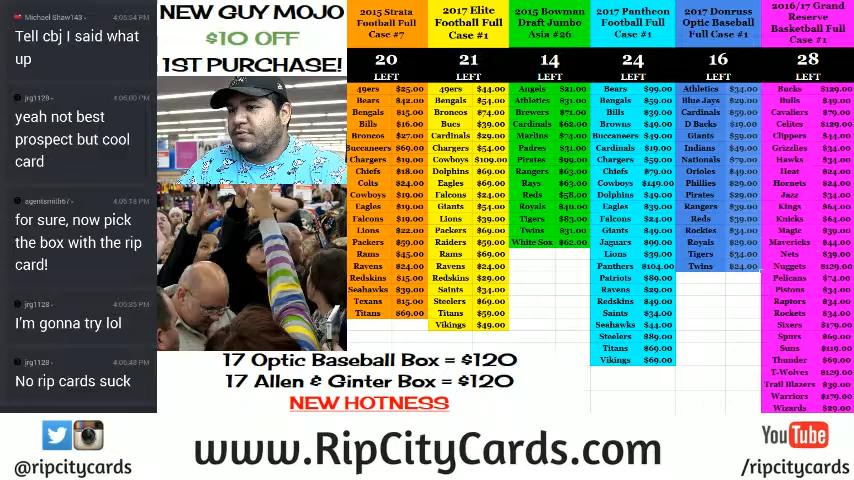 Michael Shaw143
4:05:54 PM
Tell cbj I said what
up
jrg1128
4:06:00 PM
yeah not best
prospect but cool
card
agentsmith67
4:06:18 PM
for sure, now pick
the box with the rip
card!
jrg1128
4:06:35 PM
I'm gonna try lol
jrg1128
4:06:48 PM
No rip cards suck
NEW GUY MOJO
$10 OFF
1ST PURCHASE!
2015 Strata
Football Full
Case #7
20
LEFT
49ers $25.00
Bears $42.00
Bengals $15.00
Bills $16.00
Broncos $27.00
Buccaneers $69.00
Chargers $19.00
Chiefs $18.00
Colts $24.00
Cowboys $19.00
Eagles $19.00
Falcons $19.00
Lions $22.00
Packers $59.00
Rams $45.00
Ravens $24.00
Redskins $15.00
Seahawks $39.00
Texans $15.00
Titans $69.00
2017 Elite
Football Full
Case #1
21
LEFT
49ers $44.00
Bengals $54.00
Broncos $74.00
Bucs $39.00
Cardinals $29.00
Chargers $54.00
Cowboys $109.00
Dolphins $69.00
Eagles $69.00
Falcons $24.00
Giants $54.00
Lions $39.00
Packers $69.00
Raiders $59.00
Rams $69.00
Ravens $24.00
Redskins $29.00
Saints $34.00
Steelers $69.00
Titans $59.00
Vikings $49.00
2015 Bowman
Draft Jumbo
Asia #26
14
LEFT
Angels $21.00
Athletics $31.00
Brewers $71.00
Cardinals $62.00
Marlins $74.00
Padres $31.00
Pirates $99.00
Rangers $63.00
Rays $63.00
Reds $58.00
Royals $40.00
Tigers $83.00
Twins $31.00
White Sox $62.00
2017 Pantheon
Football Full
Case #1
24
LEFT
Bears $99.00
Bengals $59.00
Bills $39.00
Browns $49.00
Buccaneers $49.00
Cardinals $19.00
Chargers $59.00
Chiefs $79.00
Cowboys $149.00
Dolphins $49.00
Eagles $39.00
Falcons $24.00
Giants $49.00
Jaguars $99.00
Lions $39.00
Panthers $104.00
Patriots $89.00
Ravens $29.00
Redskins $49.00
Saints $34.00
Seahawks $44.00
Steelers $89.00
Titans $69.00
Vikings $69.00
2017 Donruss
Optic Baseball
Full Case #1
16
LEFT
Athletics $34.00
Blue Jays $29.00
Cardinals $59.00
D Backs $19.00
Giants $59.00
Indians $49.00
Nationals $79.00
Orioles $49.00
Phillies $29.00
Pirates $29.00
Rangers $39.00
Reds $39.00
Rockies $34.00
Royals $29.00
Tigers $34.00
Twins $24.00
2016/17 Grand
Reserve
Basketball Full
Case #1
28
LEFT
Bucks $129.00
Bulls $49.00
Cavaliers $79.00
Celtics $129.00
Clippers $44.00
Grizzlies $34.00
Hawks $34.00
Heat $24.00
Hornets $24.00
Jazz $34.00
Kings $64.00
Knicks $64.00
Magic $39.00
Mavericks $44.00
Nets $39.00
Nuggets $129.00
Pelicans $74.00
Pistons $34.00
Raptors $34.00
Rockets $34.00
Sixers $179.00
Spurs $69.00
Suns $119.00
Thunder $69.00
T-Wolves $129.00
Trail Blazers $39.00
Warriors $179.00
Wizards $29.00
17 Optic Baseball Box = $120
17 Allen & Ginter Box = $120
NEW HOTNESS
@ripcitycards
www.RipCityCards.com
YouTube
/ripcitycards